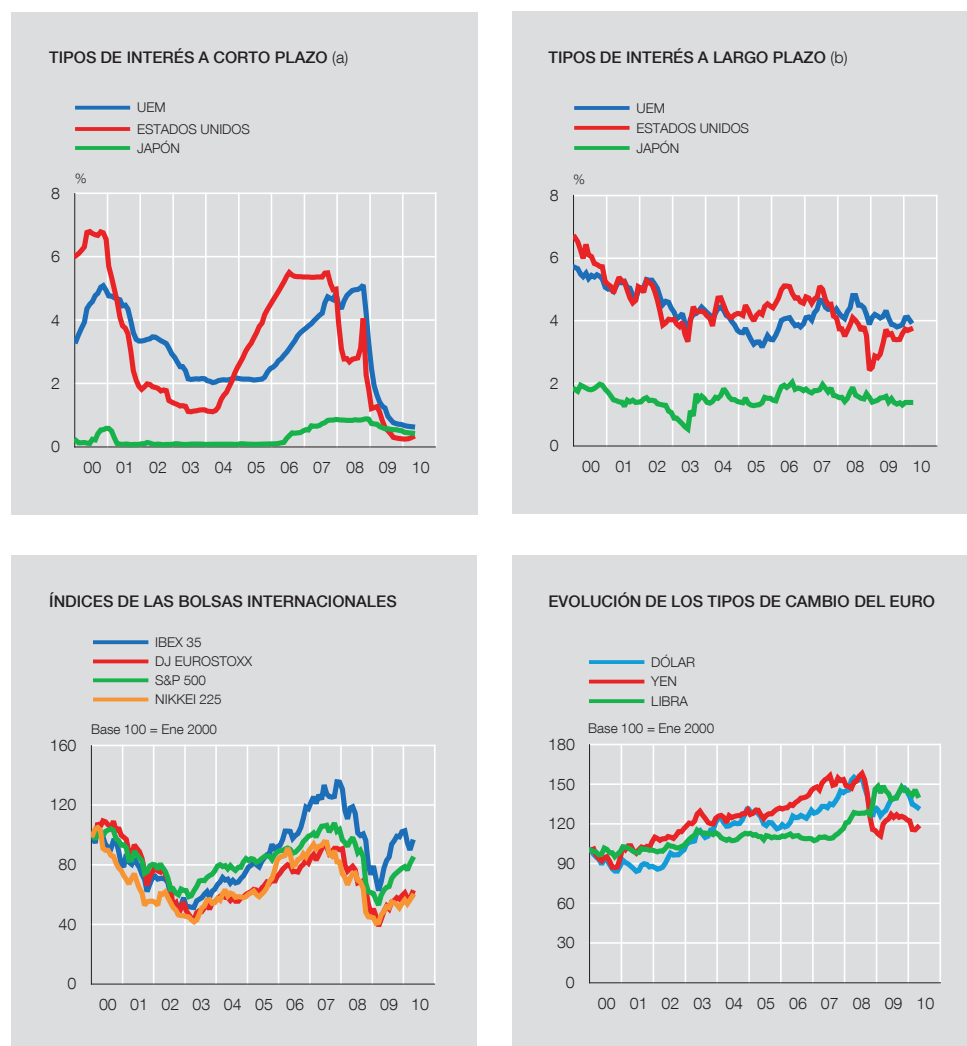 TIPOS DE INTERÉS A CORTO PLAZO (a)
UEM
ESTADOS UNIDOS
JAPÓN
%
8
6
4
2
0
00 01 02 03 04 05 06 07 08 09 10
TIPOS DE INTERÉS A LARGO PLAZO (b)
UEM
ESTADOS UNIDOS
JAPÓN
%
8
6
4
2
0
00 01 02 03 04 05 06 07 08 09 10
ÍNDICES DE LAS BOLSAS INTERNACIONALES
IBEX 35
DJ EUROSTOXX
S&P 500
NIKKEI 225
Base 100 = Ene 2000
160
120
80
40
0
00 01 02 03 04 05 06 07 08 09 10
EVOLUCIÓN DE LOS TIPOS DE CAMBIO DEL EURO
DÓLAR
YEN
LIBRA
Base 100 = Ene 2000
180
150
120
90
60
30
0
00 01 02 03 04 05 06 07 08 09 10